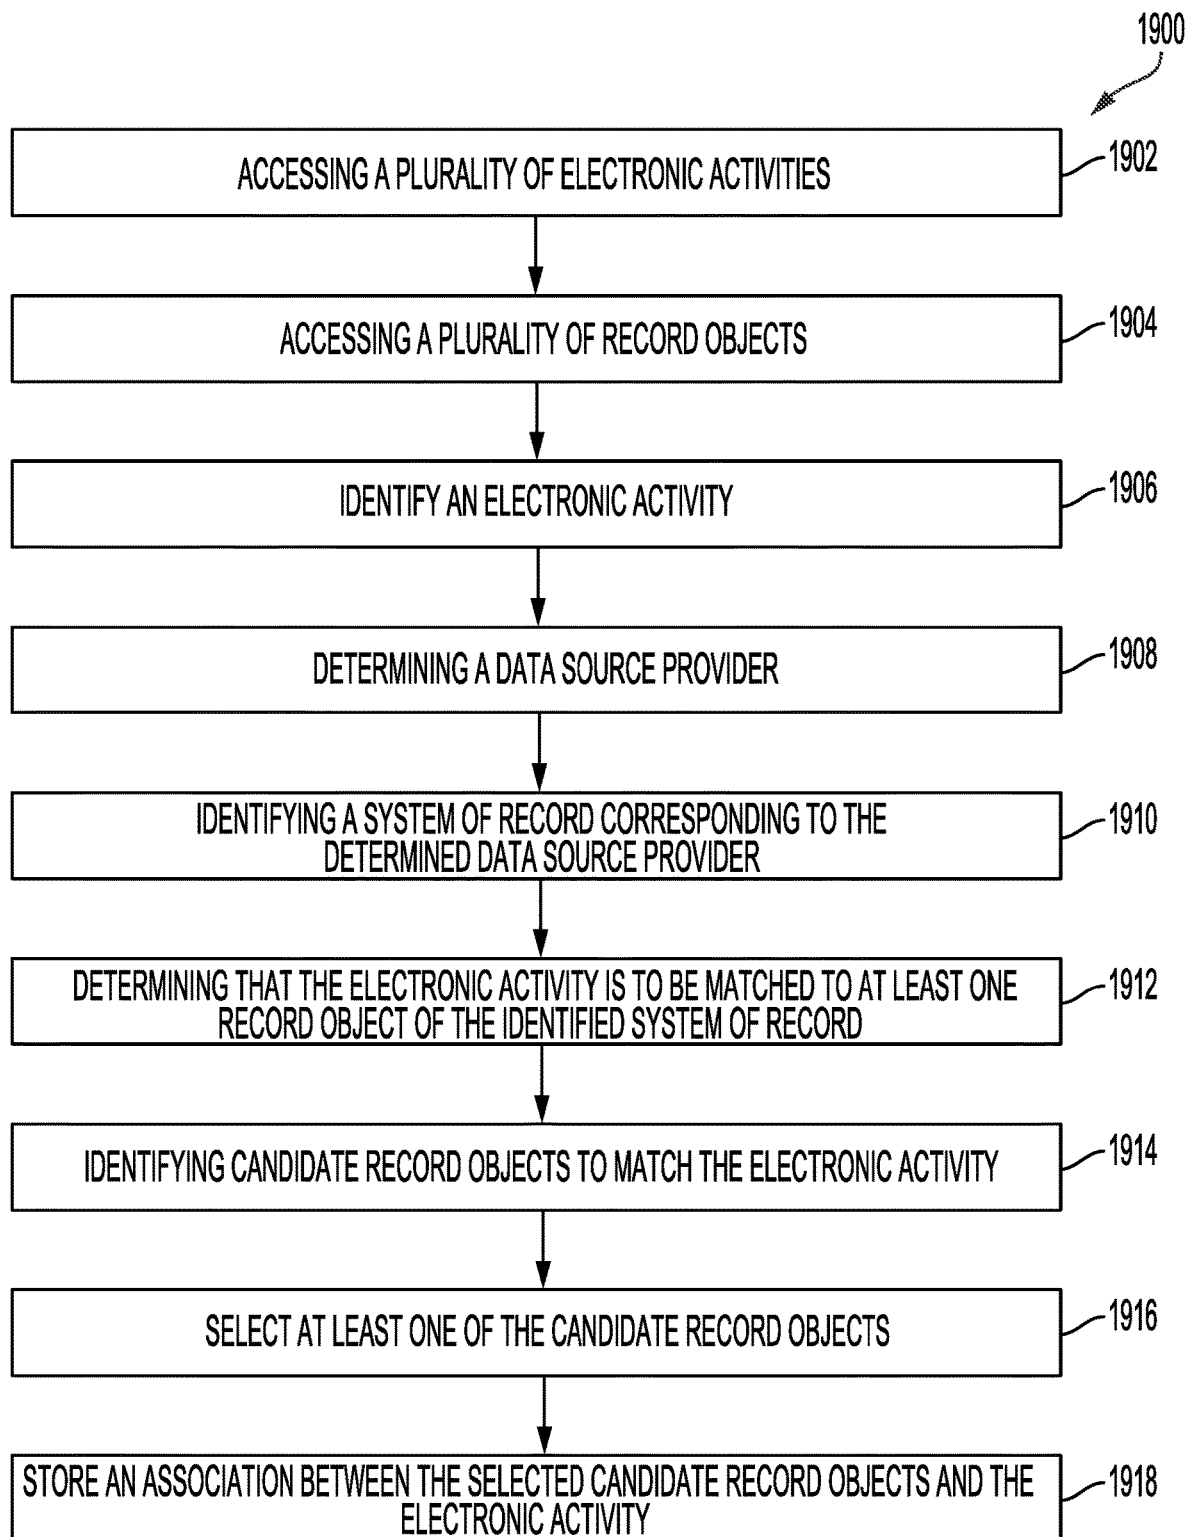 1900
ACCESSING A PLURALITY OF ELECTRONIC ACTIVITIES
1902
ACCESSING A PLURALITY OF RECORD OBJECTS
1904
IDENTIFY AN ELECTRONIC ACTIVITY
1906
DETERMINING A DATA SOURCE PROVIDER
1908
IDENTIFYING A SYSTEM OF RECORD CORRESPONDING TO THE
DETERMINED DATA SOURCE PROVIDER
1910
DETERMINING THAT THE ELECTRONIC ACTIVITY IS TO BE MATCHED TO AT LEAST ONE
RECORD OBJECT OF THE IDENTIFIED SYSTEM OF RECORD
1912
IDENTIFYING CANDIDATE RECORD OBJECTS TO MATCH THE ELECTRONIC ACTIVITY
1914
SELECT AT LEAST ONE OF THE CANDIDATE RECORD OBJECTS
1916
STORE AN ASSOCIATION BETWEEN THE SELECTED CANDIDATE RECORD OBJECTS AND THE
ELECTRONIC ACTIVITY
1918